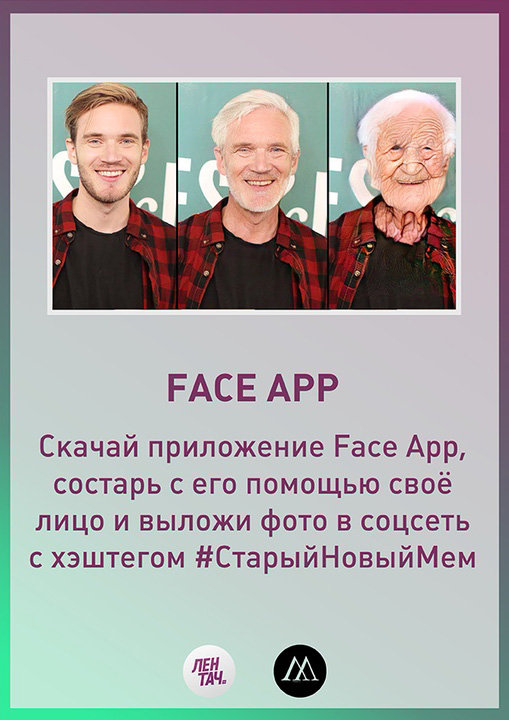 FACE APP
Скачай приложение Face App,
состарь с его помощью своё
лицо и выложи фото в соцсеть
с хэштегом #СтарыйНовыйМем
ЛЕН
ТАЧ.